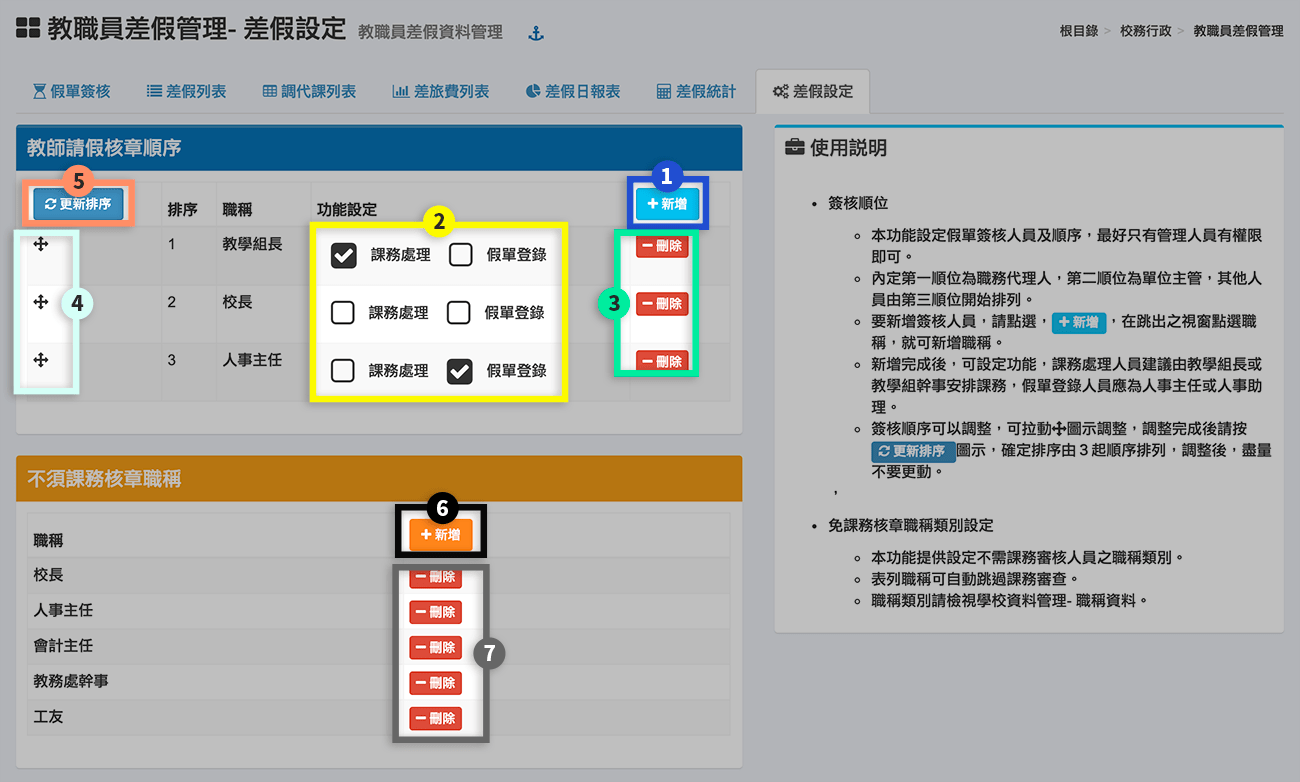 教職員差假管理- 差假設定 教職員差假資料管理
根目錄 > 校務行政 > 教職員差假管理
假單簽核 差假列表 調代課列表 差旅費列表 差假日報表 差假統計 差假設定
教師請假核章順序
5
更新排序 排序 職稱 功能設定
1
+ 新增
2
1 教學組長 課務處理 假單登錄 刪除
2 校長 課務處理 假單登錄 刪除
3 人事主任 課務處理 假單登錄 刪除
4
3
不須課務核章職稱
6
職稱 + 新增
校長 刪除
人事主任 刪除
會計主任 刪除
教務處幹事 刪除
工友 刪除
7
使用説明
• 簽核順位
本功能設定假單簽核人員及順序,最好只有管理人員有權限
即可。
內定第一順位為職務代理人,第二順位為單位主管,其他人
員由第三順位開始排列。
要新增簽核人員,請點選, + 新增 ,在跳出之視窗點選職
稱,就可新增職稱。
新增完成後,可設定功能,課務處理人員建議由教學組長或
教學組幹事安排課務,假單登錄人員應為人事主任或人事助
理。
簽核順序可以調整,可拉動圖示調整,調整完成後請按
更新排序 圖示,確定排序由 3 起順序排列,調整後,盡量
不要更動。
,
• 免課務核章職稱類別設定
本功能提供設定不需課務審核人員之職稱類別。
表列職稱可自動跳過課務審查。
職稱類別請檢視學校資料管理- 職稱資料。